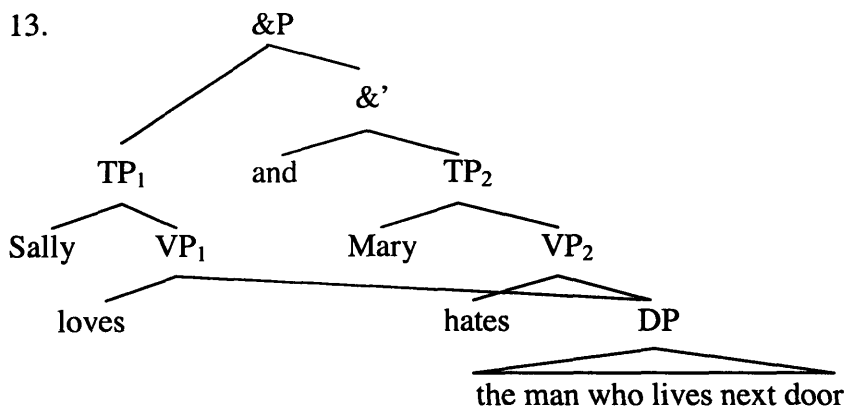 13. &P
&’
TP₁ and TP₂
Sally VP₁ Mary VP₂
loves hates DP
the man who lives next door